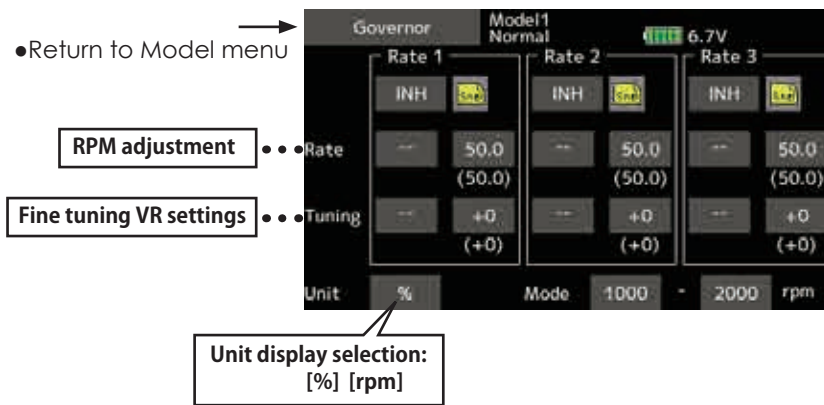 Governor
Model1
Normal
6.7V
●Return to Model menu
Rate 1
Rate 2
Rate 3
INH
INH
INH
RPM adjustment
Rate
--
50.0
--
50.0
--
50.0
(50.0)
(50.0)
(50.0)
Fine tuning VR settings
Tuning
--
+0
--
+0
--
+0
(+0)
(+0)
(+0)
Unit
%
Mode
1000
-
2000
rpm
Unit display selection:
[%] [rpm]